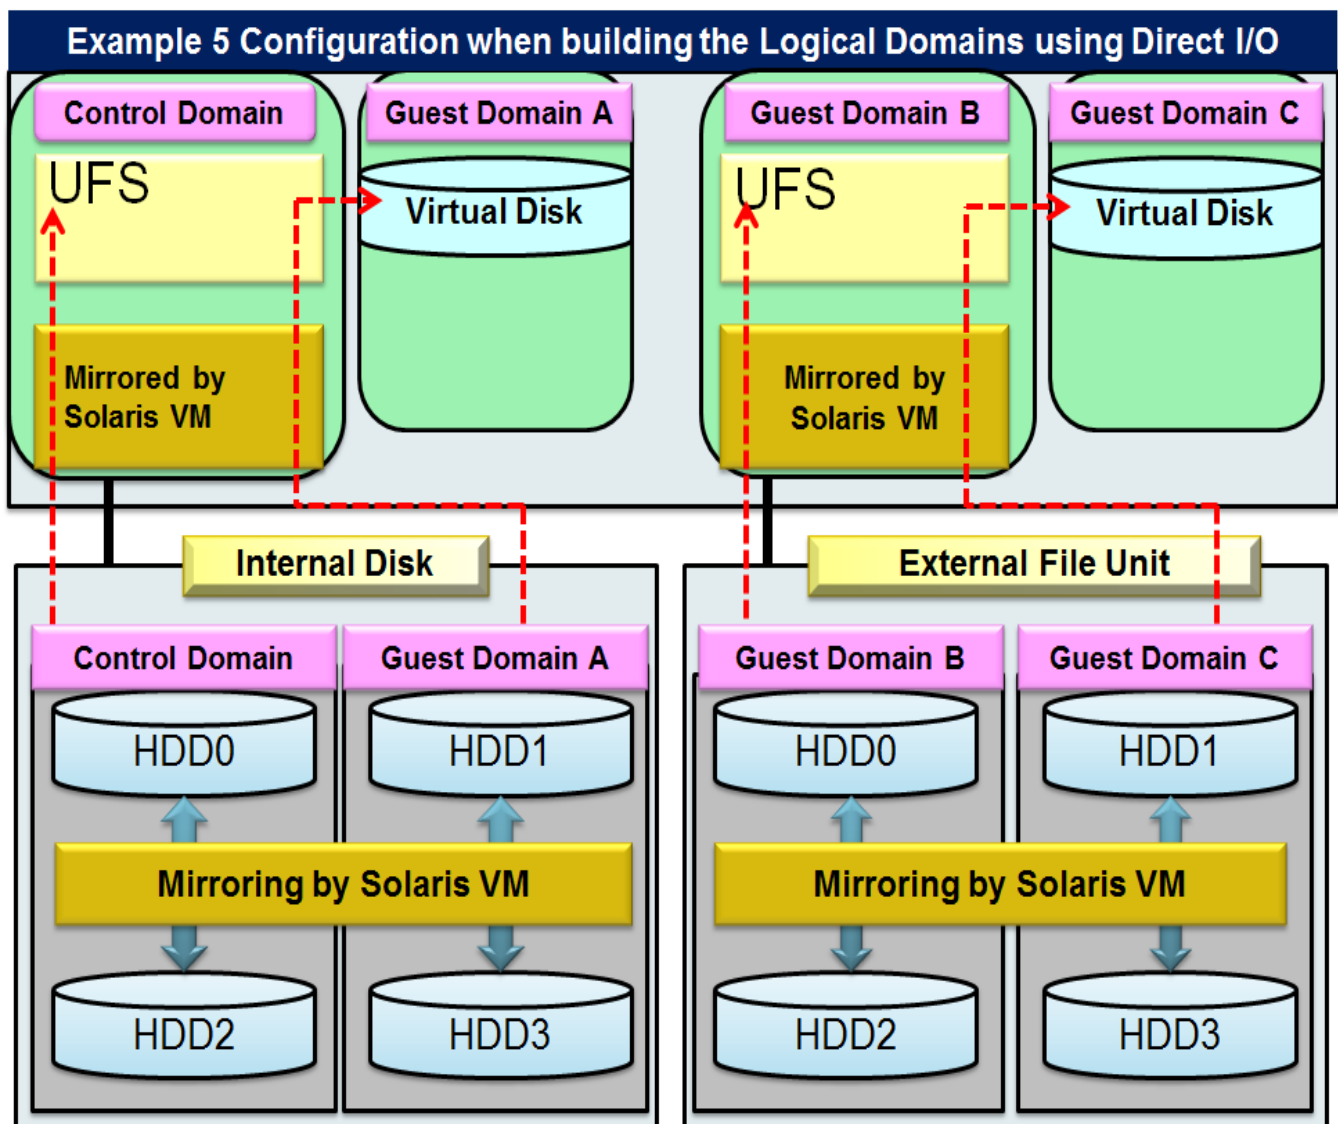 Example 5 Configuration when building the Logical Domains using Direct I/O
Control Domain
Guest Domain A
Guest Domain B
Guest Domain C
UFS
Virtual Disk
UFS
Virtual Disk
Mirrored by
Solaris VM
Mirrored by
Solaris VM
Internal Disk
External File Unit
Control Domain
Guest Domain A
Guest Domain B
Guest Domain C
HDD0
HDD1
HDD0
HDD1
Mirroring by Solaris VM
Mirroring by Solaris VM
HDD2
HDD3
HDD2
HDD3